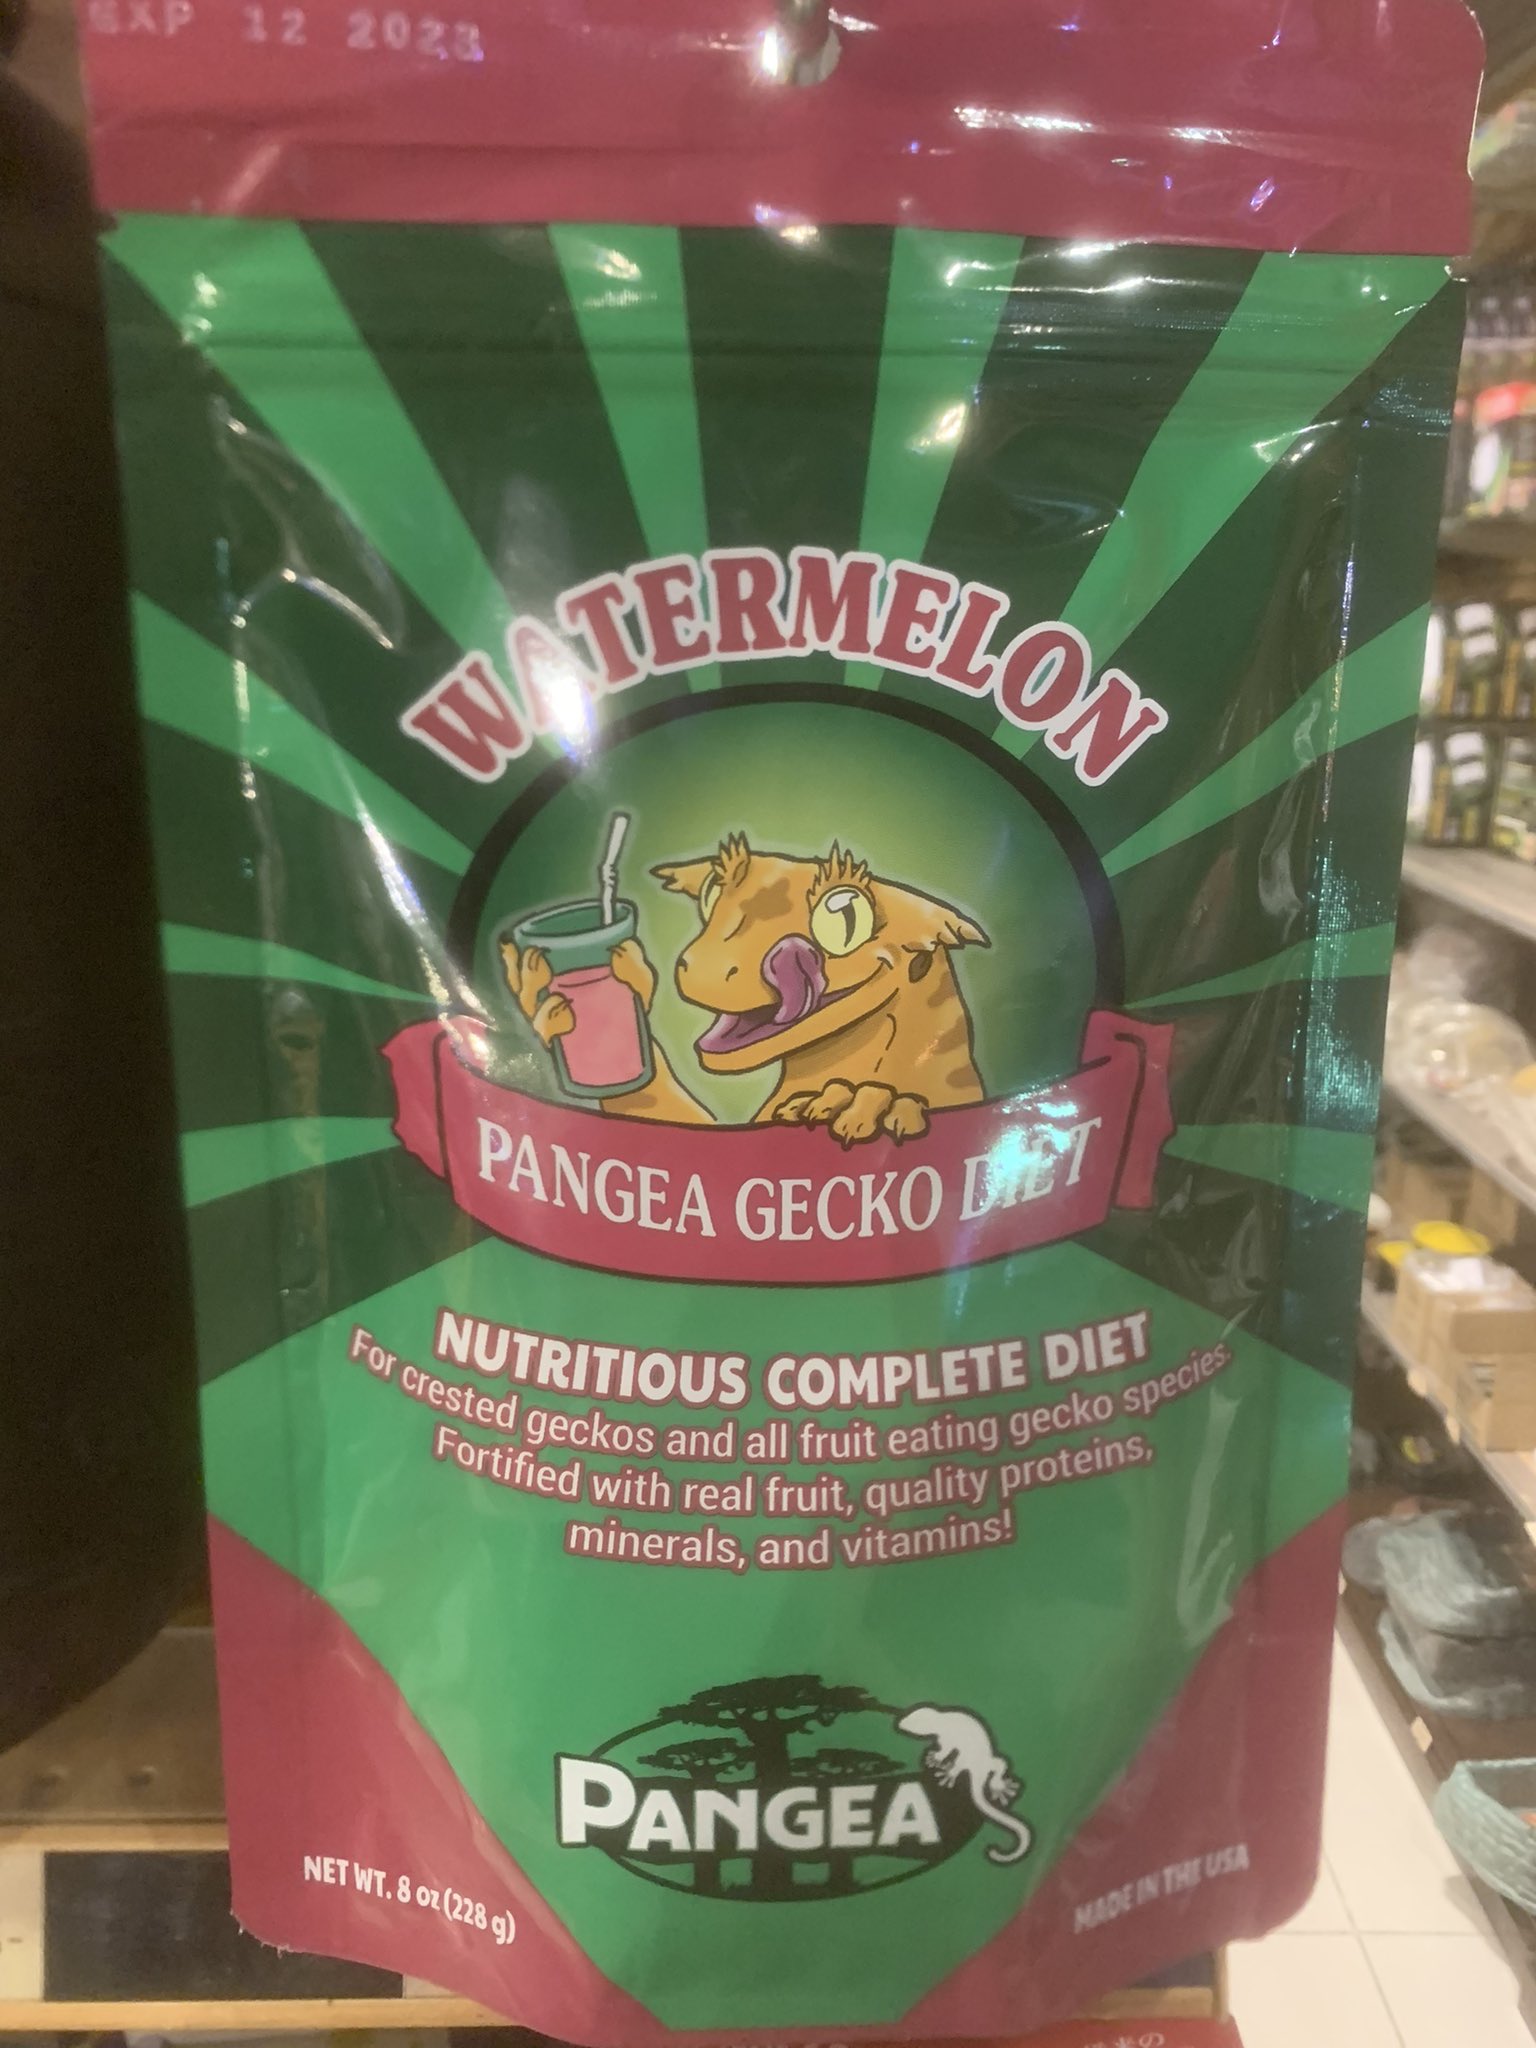 EXP 12 2023
WATERMELON
PANGEA GECKO DIET
NUTRITIOUS COMPLETE DIET
For crested geckos and all fruit eating gecko species.
Fortified with real fruit, quality proteins,
minerals, and vitamins!
PANGEA
NET WT. 8 oz (228 g)
MADE IN THE USA